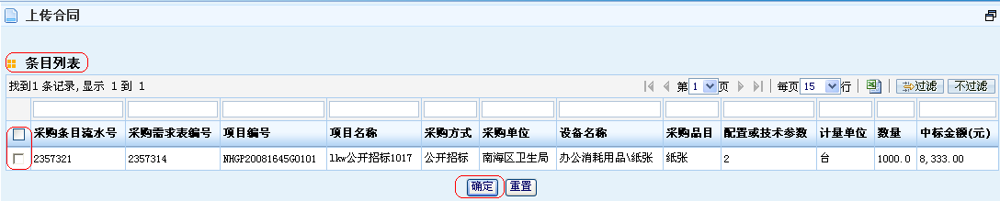 上传合同
条目列表
找到1 条记录, 显示 1 到 1 第 1 页 每页 15 行 过滤 不过滤
采购条目流水号 采购需求表编号 项目编号 项目名称 采购方式 采购单位 设备名称 采购品目 配置或技术参数 计量单位 数量 中标金额(元)
2357321 2357314 NHGP20081645G0101 lkw公开招标1017 公开招标 南海区卫生局 办公消耗用品\纸张 纸张 2 台 1000.0 8,333.00
确定 重置